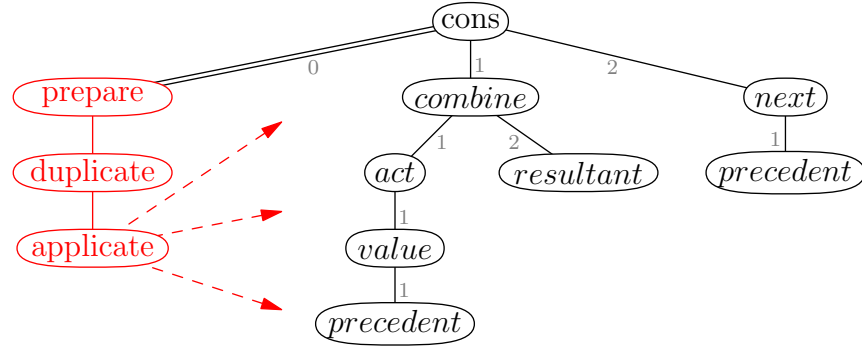 cons
0
1
2
prepare
combine
next
1
2
1
duplicate
act
resultant
precedent
1
applicate
value
1
precedent